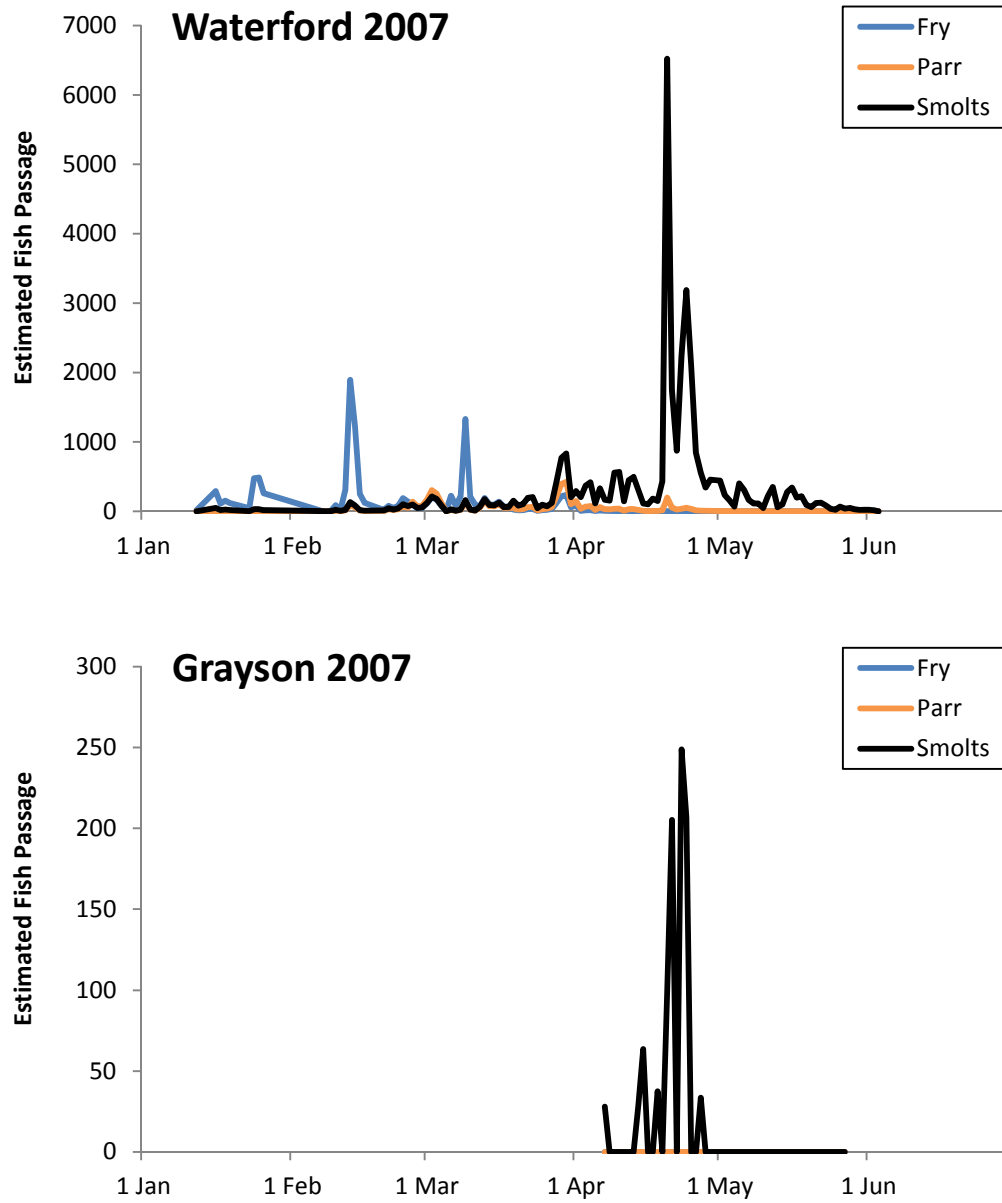 Waterford 2007
Fry
Parr
Smolts
Estimated Fish Passage
7000
6000
5000
4000
3000
2000
1000
0
1 Jan 1 Feb 1 Mar 1 Apr 1 May 1 Jun
Grayson 2007
Fry
Parr
Smolts
Estimated Fish Passage
300
250
200
150
100
50
0
1 Jan 1 Feb 1 Mar 1 Apr 1 May 1 Jun